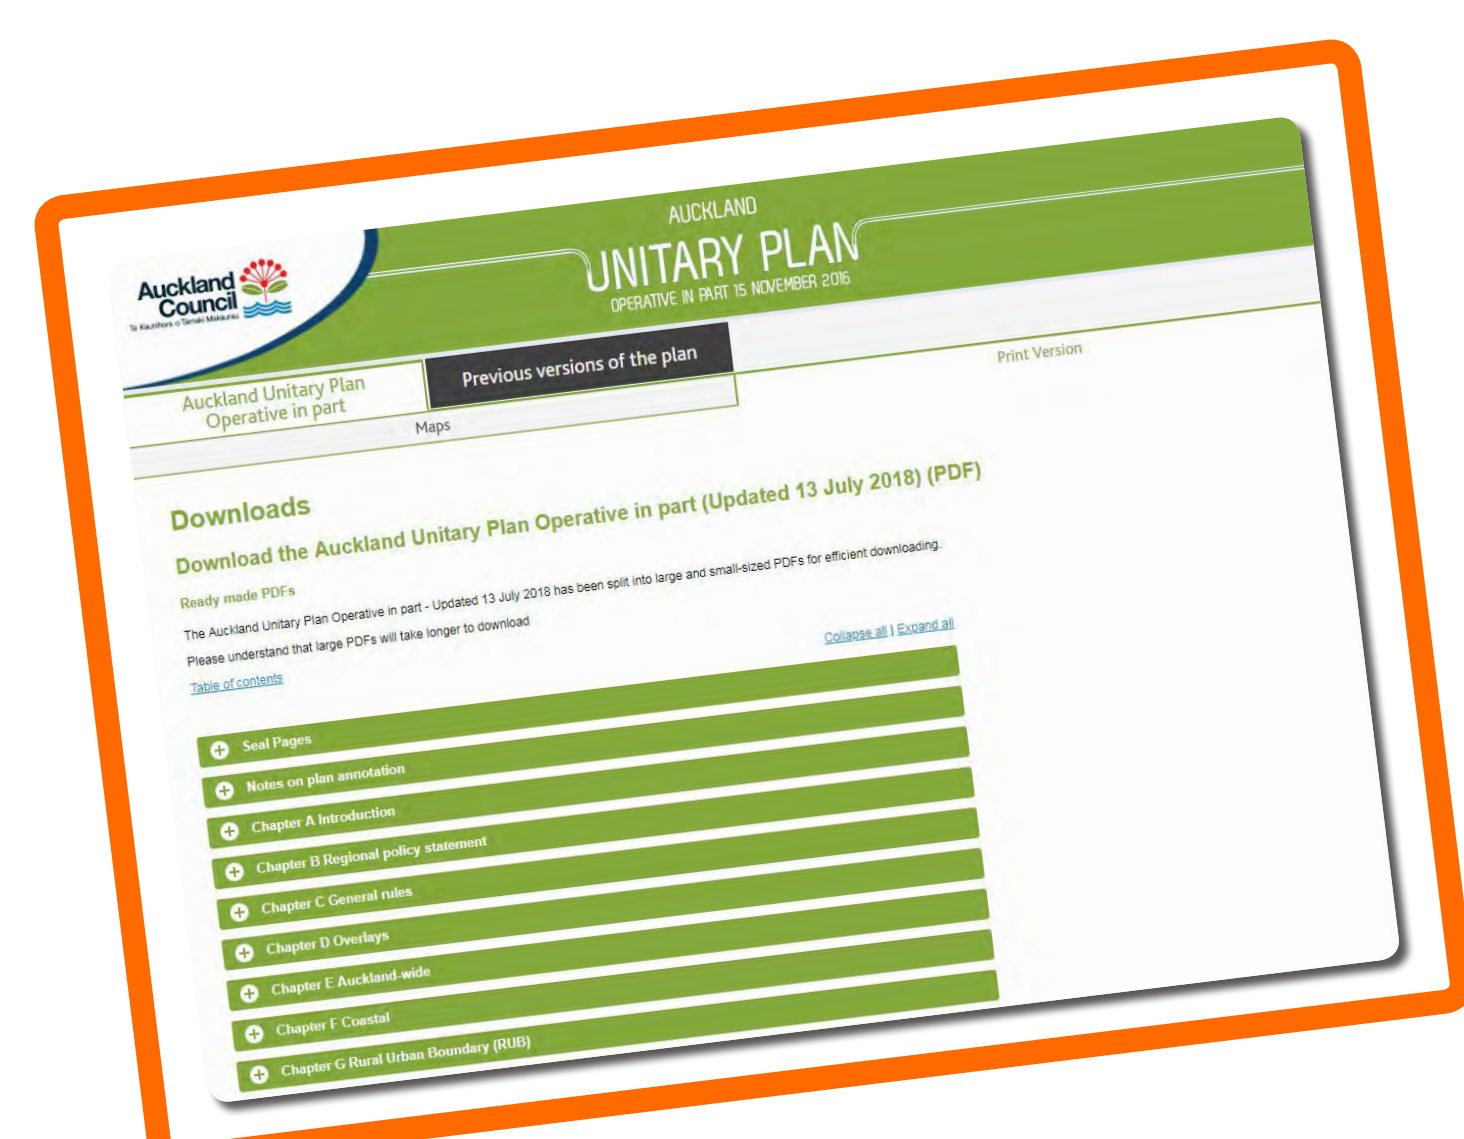 Auckland
Council
Te Kaunihera o Tāmaki Makaurau
AUCKLAND
UNITARY PLAN
OPERATIVE IN PART 15 NOVEMBER 2016
Auckland Unitary Plan
Operative in part
Previous versions of the plan
Print Version
Maps
Downloads
Download the Auckland Unitary Plan Operative in part (Updated 13 July 2018) (PDF)
Ready made PDFs
The Auckland Unitary Plan Operative in part - Updated 13 July 2018 has been split into large and small-sized PDFs for efficient downloading.
Please understand that large PDFs will take longer to download
Collapse all | Expand all
Table of contents
Seal Pages
Notes on plan annotation
Chapter A Introduction
Chapter B Regional policy statement
Chapter C General rules
Chapter D Overlays
Chapter E Auckland-wide
Chapter F Coastal
Chapter G Rural Urban Boundary (RUB)